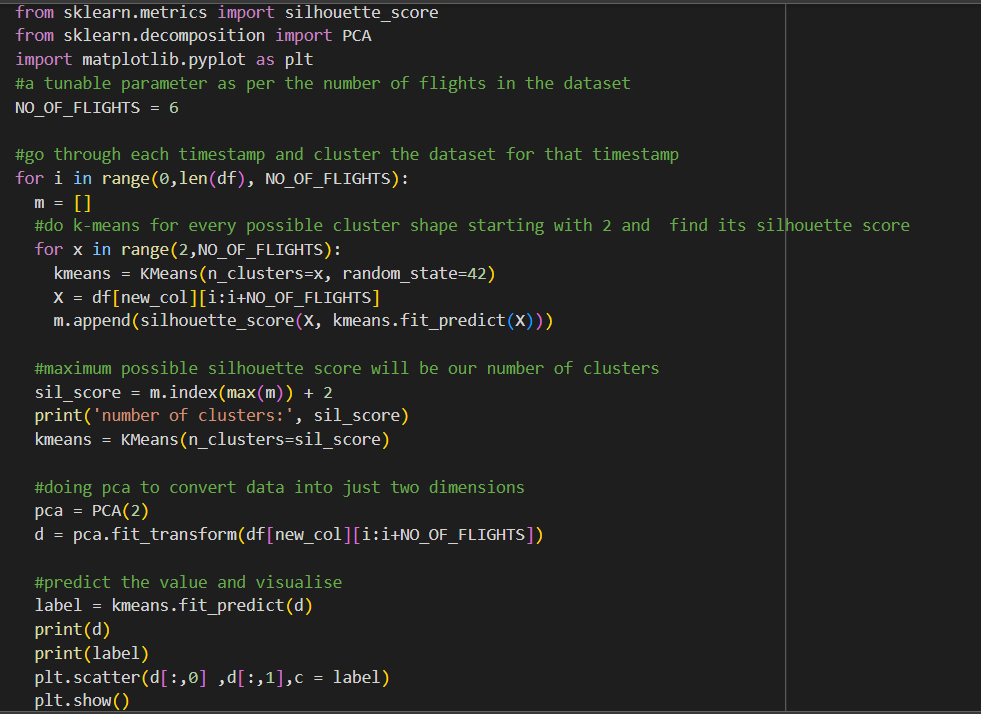 from sklearn.metrics import silhouette_score
from sklearn.decomposition import PCA
import matplotlib.pyplot as plt
#a tunable parameter as per the number of flights in the dataset
NO_OF_FLIGHTS = 6

#go through each timestamp and cluster the dataset for that timestamp
for i in range(0,len(df), NO_OF_FLIGHTS):
  m = []
  #do k-means for every possible cluster shape starting with 2 and  find its silhouette score
  for x in range(2,NO_OF_FLIGHTS):
    kmeans = KMeans(n_clusters=x, random_state=42)
    X = df[new_col][i:i+NO_OF_FLIGHTS]
    m.append(silhouette_score(X, kmeans.fit_predict(X)))

  #maximum possible silhouette score will be our number of clusters
  sil_score = m.index(max(m)) + 2
  print('number of clusters:', sil_score)
  kmeans = KMeans(n_clusters=sil_score)

  #doing pca to convert data into just two dimensions
  pca = PCA(2)
  d = pca.fit_transform(df[new_col][i:i+NO_OF_FLIGHTS])

  #predict the value and visualise
  label = kmeans.fit_predict(d)
  print(d)
  print(label)
  plt.scatter(d[:,0] ,d[:,1],c = label)
  plt.show()